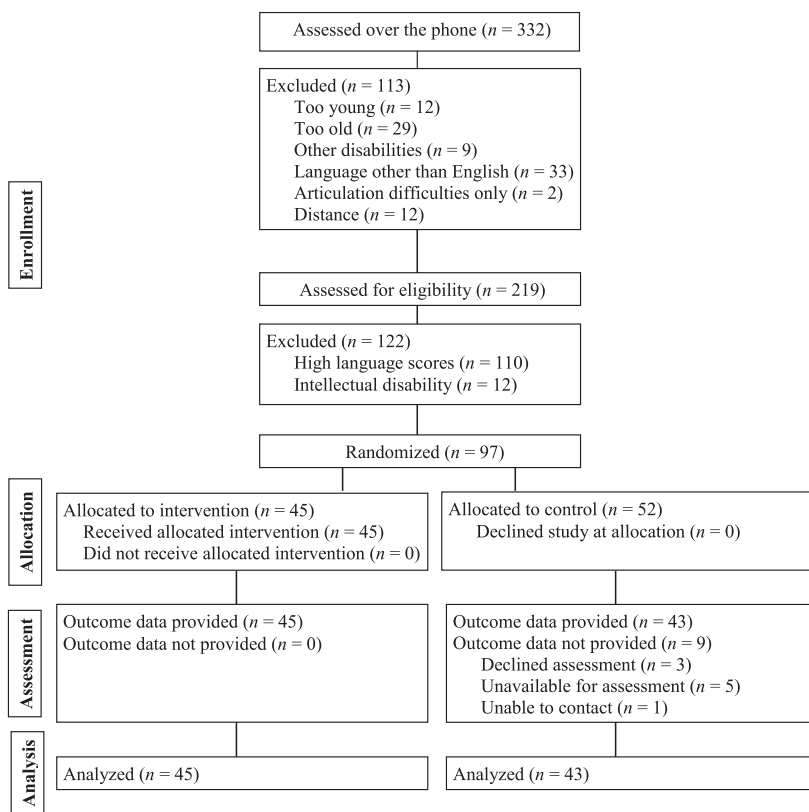 Assessed over the phone (n = 332)
Excluded (n = 113)
Too young (n = 12)
Too old (n = 29)
Other disabilities (n = 9)
Language other than English (n = 33)
Articulation difficulties only (n = 2)
Distance (n = 12)
Enrollment
Assessed for eligibility (n = 219)
Excluded (n = 122)
High language scores (n = 110)
Intellectual disability (n = 12)
Randomized (n = 97)
Allocation
Allocated to intervention (n = 45)
Received allocated intervention (n = 45)
Did not receive allocated intervention (n = 0)
Allocated to control (n = 52)
Declined study at allocation (n = 0)
Assessment
Outcome data provided (n = 45)
Outcome data not provided (n = 0)
Outcome data provided (n = 43)
Outcome data not provided (n = 9)
Declined assessment (n = 3)
Unavailable for assessment (n = 5)
Unable to contact (n = 1)
Analysis
Analyzed (n = 45)
Analyzed (n = 43)